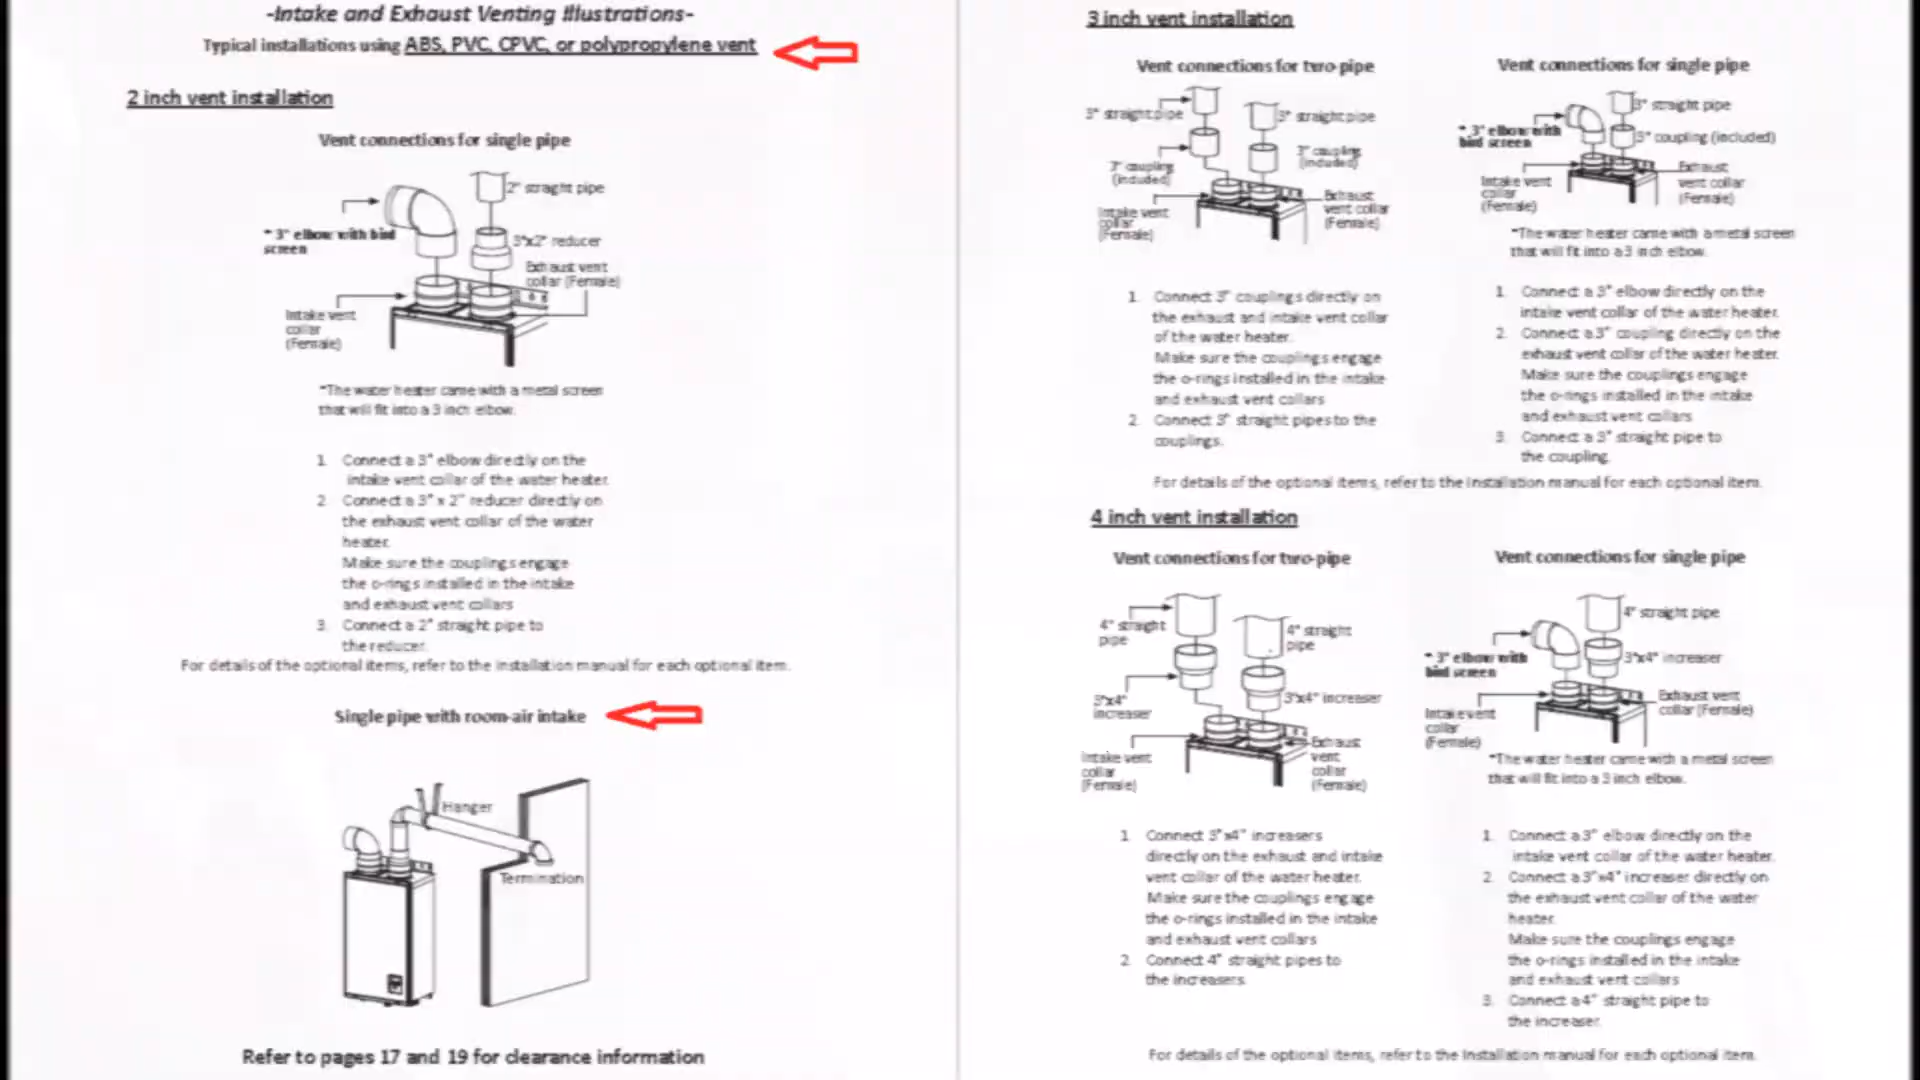 -Intake and Exhaust Venting Illustrations-
Typical installations using ABS, PVC, CPVC, or polypropylene vent
2 inch vent installation
Vent connections for single pipe
2" straght pipe
* 3" elbow with bird
screen
3"x2" reducer
Exhaust vent
collar (Female)
Intake vent
collar
(Female)
*The water heater came with a metal screen
that will fit into a 3 inch elbow.
1. Connect a 3" elbow directly on the
intake vent collar of the water heater.
2. Connect a 3" x 2" reducer directly on
the exhaust vent collar of the water
heater.
Make sure the couplings engage
the o-rings installed in the intake
and exhaust vent collars
3. Connect a 2" straight pipe to
the reducer.
For details of the optional items, refer to the installation manual for each optional item.
Single pipe with room-air intake
Hanger
Termination
Refer to pages 17 and 19 for clearance information
3 inch vent installation
Vent connections for two-pipe
3" straight pipe
3" straight pipe
3" coupling
(included)
3" coupling
(included)
Intake vent
collar
(Female)
Exhaust
vent collar
(Female)
1. Connect 3" couplings directly on
the exhaust and intake vent collar
of the water heater.
Make sure the couplings engage
the o-rings installed in the intake
and exhaust vent collars
2. Connect 3" straight pipes to the
couplings.
Vent connections for single pipe
3" straight pipe
* 3" elbow with
bird screen
3" coupling (included)
Intake vent
collar
(Female)
Exhaust
vent collar
(Female)
*The water heater came with a metal screen
that will fit into a 3 inch elbow.
1. Connect a 3" elbow directly on the
intake vent collar of the water heater.
2. Connect a 3" coupling directly on the
exhaust vent collar of the water heater.
Make sure the couplings engage
the o-rings installed in the intake
and exhaust vent collars
3. Connect a 3" straight pipe to
the coupling.
For details of the optional items, refer to the Installation manual for each optional item.
4 inch vent installation
Vent connections for two-pipe
4" straight
pipe
4" straight
pipe
3"x4"
increaser
3"x4" increaser
Intake vent
collar
(Female)
Exhaust
vent
collar
(Female)
1. Connect 3"x4" increasers
directly on the exhaust and intake
vent collar of the water heater.
Make sure the couplings engage
the o-rings installed in the intake
and exhaust vent collars
2. Connect 4" straight pipes to
the increasers.
Vent connections for single pipe
4" straight pipe
* 3" elbow with
bird screen
3"x4" increaser
Intake vent
collar
(Female)
Exhaust vent
collar (Female)
*The water heater came with a metal screen
that will fit into a 3 inch elbow.
1. Connect a 3" elbow directly on the
intake vent collar of the water heater.
2. Connect a 3"x4" increaser directly on
the exhaust vent collar of the water
heater.
Make sure the couplings engage
the o-rings installed in the intake
and exhaust vent collars
3. Connect a 4" straight pipe to
the increaser.
For details of the optional items, refer to the Installation manual for each optional item.